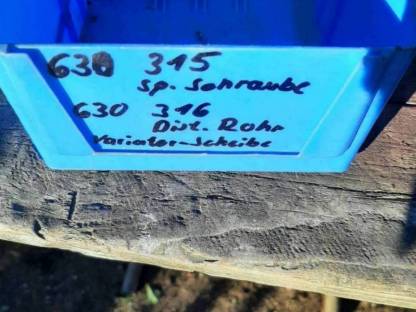 630 315
Sp. Schraube
630 316
Dist. Rohr
Variator-Scheibe